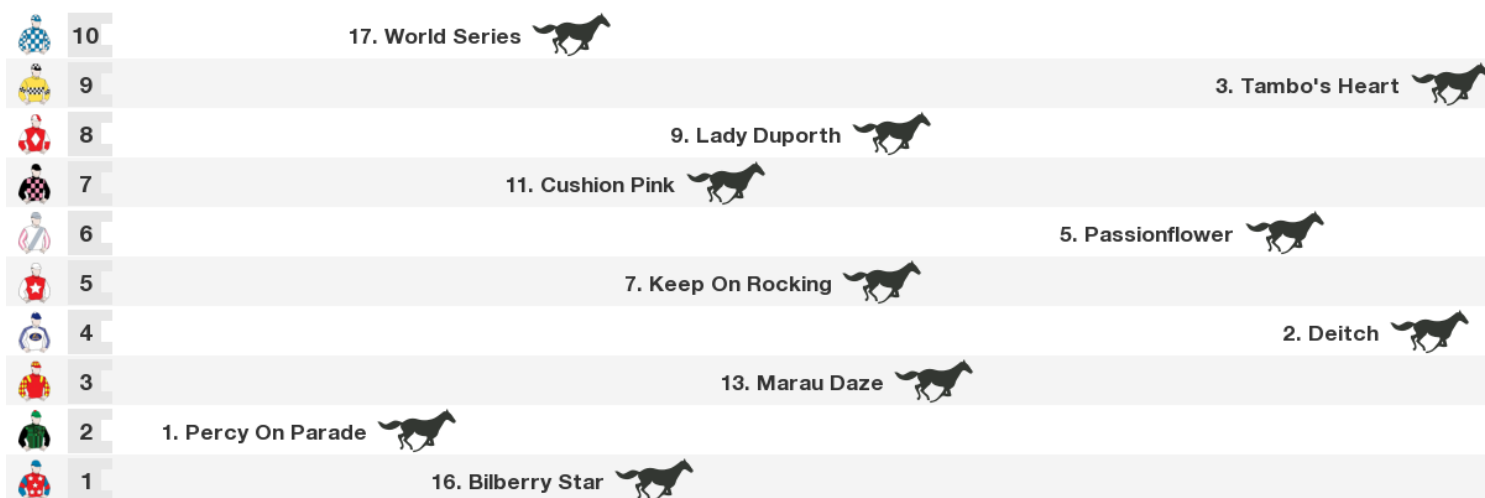 10 17. World Series
9 3. Tambo's Heart
8 9. Lady Duporth
7 11. Cushion Pink
6 5. Passionflower
5 7. Keep On Rocking
4 2. Deitch
3 13. Marau Daze
2 1. Percy On Parade
1 16. Bilberry Star